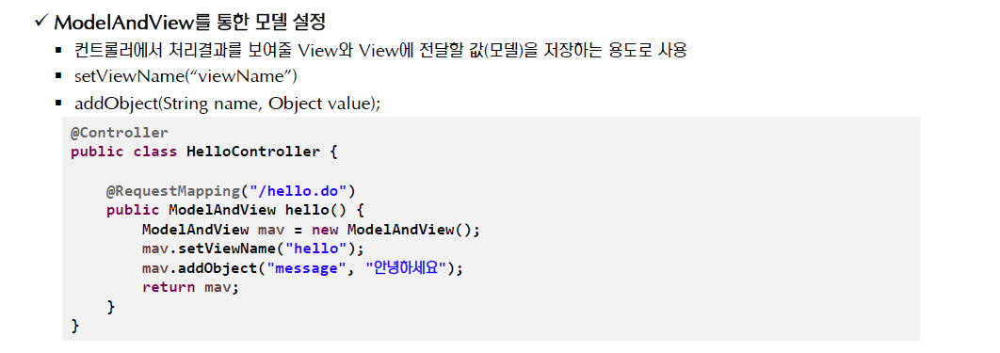 ✓ ModelAndView를 통한 모델 설정
▪ 컨트롤러에서 처리결과를 보여줄 View와 View에 전달할 값(모델)을 저장하는 용도로 사용
▪ setViewName(“viewName”)
▪ addObject(String name, Object value);
@Controller
public class HelloController {
@RequestMapping("/hello.do")
public ModelAndView hello() {
ModelAndView mav = new ModelAndView();
mav.setViewName("hello");
mav.addObject("message", "안녕하세요");
return mav;
}
}